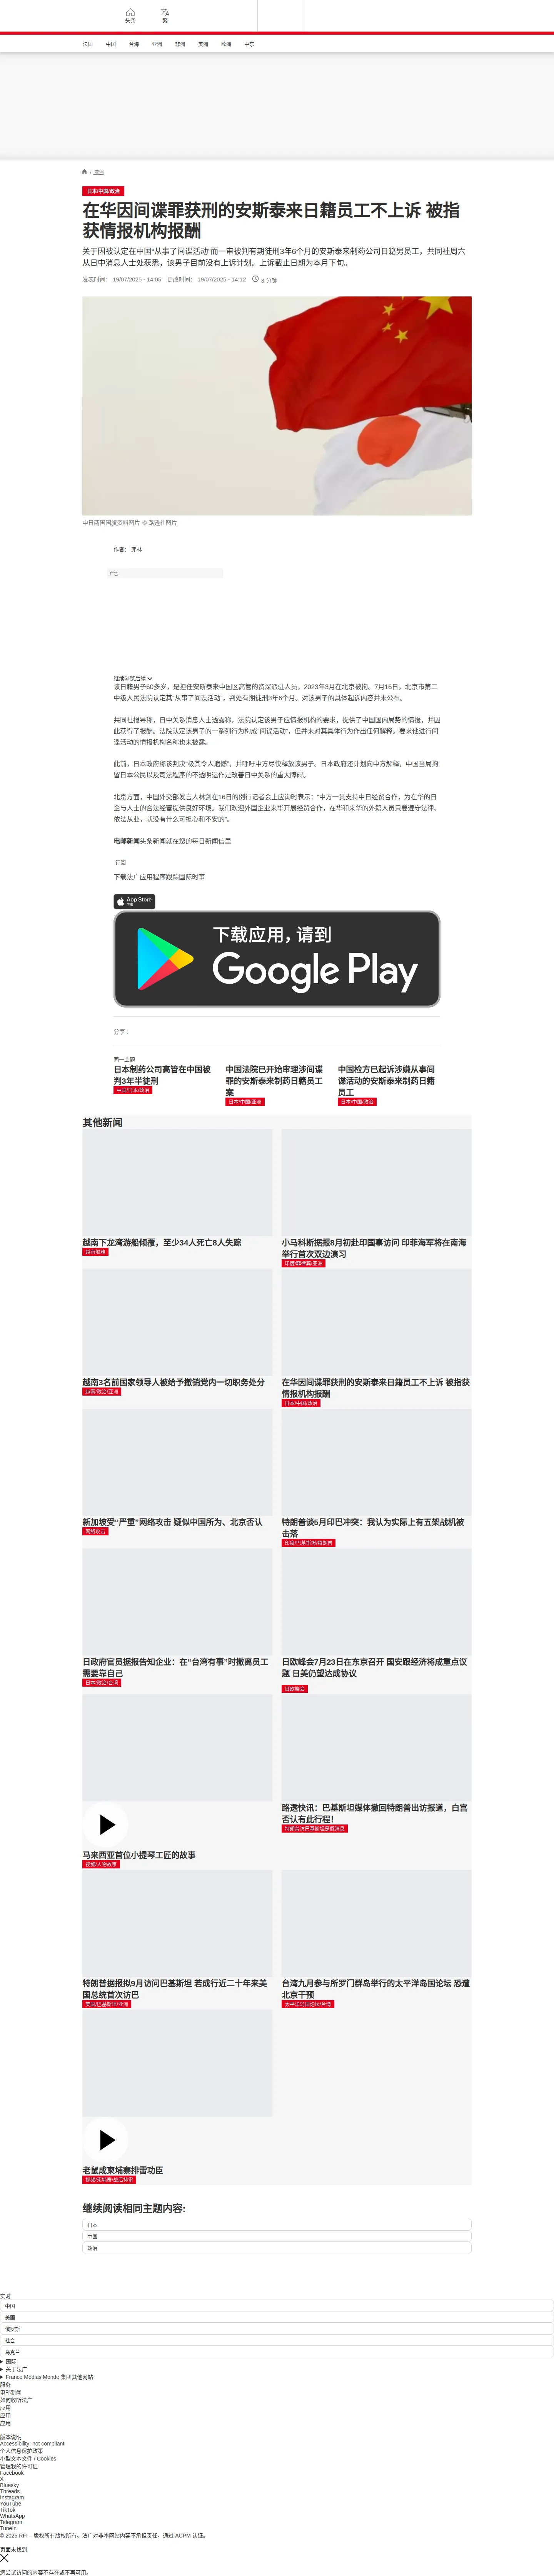 头条
繁
法国
中国
台海
亚洲
非洲
美洲
欧洲
中东
/ 亚洲
日本/中国/政治
在华因间谍罪获刑的安斯泰来日籍员工不上诉 被指
获情报机构报酬
关于因被认定在中国“从事了间谍活动”而一审被判有期徒刑3年6个月的安斯泰来制药公司日籍男员工，共同社周六
从日中消息人士处获悉，该男子目前没有上诉计划。上诉截止日期为本月下旬。
发表时间： 19/07/2025 - 14:05 更改时间： 19/07/2025 - 14:12 3 分钟
中日两国国旗资料图片 © 路透社图片
作者： 弗林
广告
继续浏览后续
该日籍男子60多岁，是担任安斯泰来中国区高管的资深派驻人员，2023年3月在北京被拘。7月16日，北京市第二
中级人民法院认定其“从事了间谍活动”，判处有期徒刑3年6个月。对该男子的具体起诉内容并未公布。
共同社报导称，日中关系消息人士透露称，法院认定该男子应情报机构的要求，提供了中国国内局势的情报，并因
此获得了报酬。法院认定该男子的一系列行为构成“间谍活动”，但并未对其具体行为作出任何解释。要求他进行间
谍活动的情报机构名称也未披露。
此前，日本政府称该判决“极其令人遗憾”，并呼吁中方尽快释放该男子。日本政府还计划向中方解释，中国当局拘
留日本公民以及司法程序的不透明运作是改善日中关系的重大障碍。
北京方面，中国外交部发言人林剑在16日的例行记者会上应询时表示：“中方一贯支持中日经贸合作，为在华的日
企与人士的合法经营提供良好环境。我们欢迎外国企业来华开展经贸合作，在华和来华的外籍人员只要遵守法律、
依法从业，就没有什么可担心和不安的”。
电邮新闻头条新闻就在您的每日新闻信里
订阅
下载法广应用程序跟踪国际时事
App Store
下载
下载应用，请到
Google Play
分享 :
同一主题
日本制药公司高管在中国被
判3年半徒刑
中国/日本/政治
中国法院已开始审理涉间谍
罪的安斯泰来制药日籍员工
案
日本/中国/亚洲
中国检方已起诉涉嫌从事间
谍活动的安斯泰来制药日籍
员工
日本/中国/政治
其他新闻
越南下龙湾游船倾覆，至少34人死亡8人失踪
越南船难
小马科斯据报8月初赴印国事访问 印菲海军将在南海
举行首次双边演习
印度/菲律宾/亚洲
越南3名前国家领导人被给予撤销党内一切职务处分
越南/政治/亚洲
在华因间谍罪获刑的安斯泰来日籍员工不上诉 被指获
情报机构报酬
日本/中国/政治
新加坡受“严重”网络攻击 疑似中国所为、北京否认
网络攻击
特朗普谈5月印巴冲突：我认为实际上有五架战机被
击落
印度/巴基斯坦/特朗普
日政府官员据报告知企业：在“台湾有事”时撤离员工
需要靠自己
日本/政治/台湾
日欧峰会7月23日在东京召开 国安跟经济将成重点议
题 日美仍望达成协议
日欧峰会
马来西亚首位小提琴工匠的故事
视频/人物故事
路透快讯：巴基斯坦媒体撤回特朗普出访报道，白宫
否认有此行程！
特朗普访巴基斯坦是假消息
特朗普据报拟9月访问巴基斯坦 若成行近二十年来美
国总统首次访巴
美国/巴基斯坦/亚洲
台湾九月参与所罗门群岛举行的太平洋岛国论坛 恐遭
北京干预
太平洋岛国论坛/台湾
老鼠成柬埔寨排雷功臣
视频/柬埔寨/战后排雷
继续阅读相同主题内容:
日本
中国
政治
实时
中国
美国
俄罗斯
社会
乌克兰
国际
关于法广
France Médias Monde 集团其他网站
服务
电邮新闻
如何收听法广
应用
应用
应用
版本说明
Accessibility: not compliant
个人信息保护政策
小型文本文件 / Cookies
管理我的许可证
Facebook
X
Bluesky
Threads
Instagram
YouTube
TikTok
WhatsApp
Telegram
TuneIn
© 2025 RFI – 版权所有版权所有。法广对非本网站内容不承担责任。通过 ACPM 认证。
页面未找到
您尝试访问的内容不存在或不再可用。